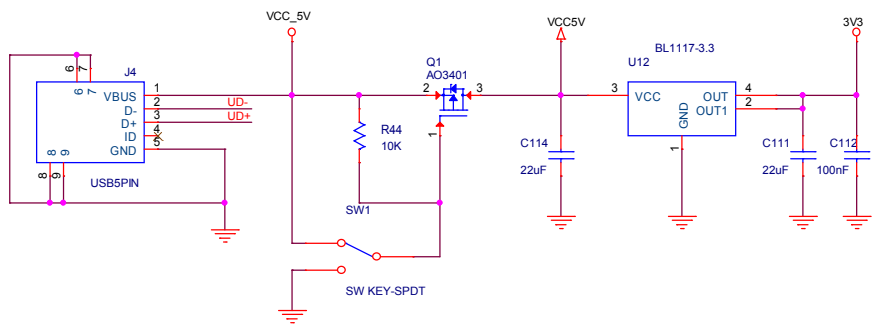 VCC_5V
VCC5V
3V3
J4
Q1
AO3401
U12
BL1117-3.3
6 7
6 7
VBUS 1
D- 2 UD-
D+ 3 UD+
ID 4
GND 5
8 9
8 9
USB5PIN
2 3
1
R44
10K
3 VCC OUT 4
OUT1 2
GND
1
C114
22uF
C111
22uF
C112
100nF
SW1
SW KEY-SPDT